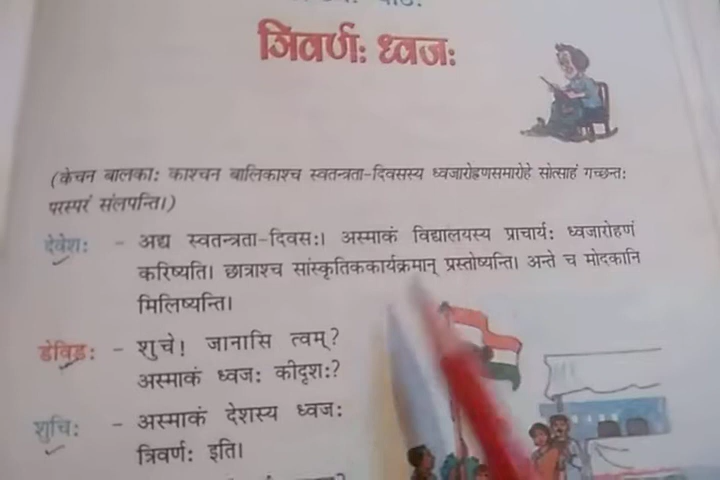 त्रिवर्णः ध्वजः
(केचन बालकाः काश्चन बालिकाश्च स्वतन्त्रता-दिवसस्य ध्वजारोहणसमारोहे सोत्साहं गच्छन्तः
परस्परं संलपन्ति।)
देवेशः - अद्य स्वतन्त्रता-दिवसः। अस्माकं विद्यालयस्य प्राचार्यः ध्वजारोहणं
करिष्यति। छात्राश्च सांस्कृतिककार्यक्रमान् प्रस्तोष्यन्ति। अन्ते च मोदकानि
मिलिष्यन्ति।
डेविडः - शुचे! जानासि त्वम्?
अस्माकं ध्वजः कीदृशः?
शुचिः - अस्माकं देशस्य ध्वजः
त्रिवर्णः इति।